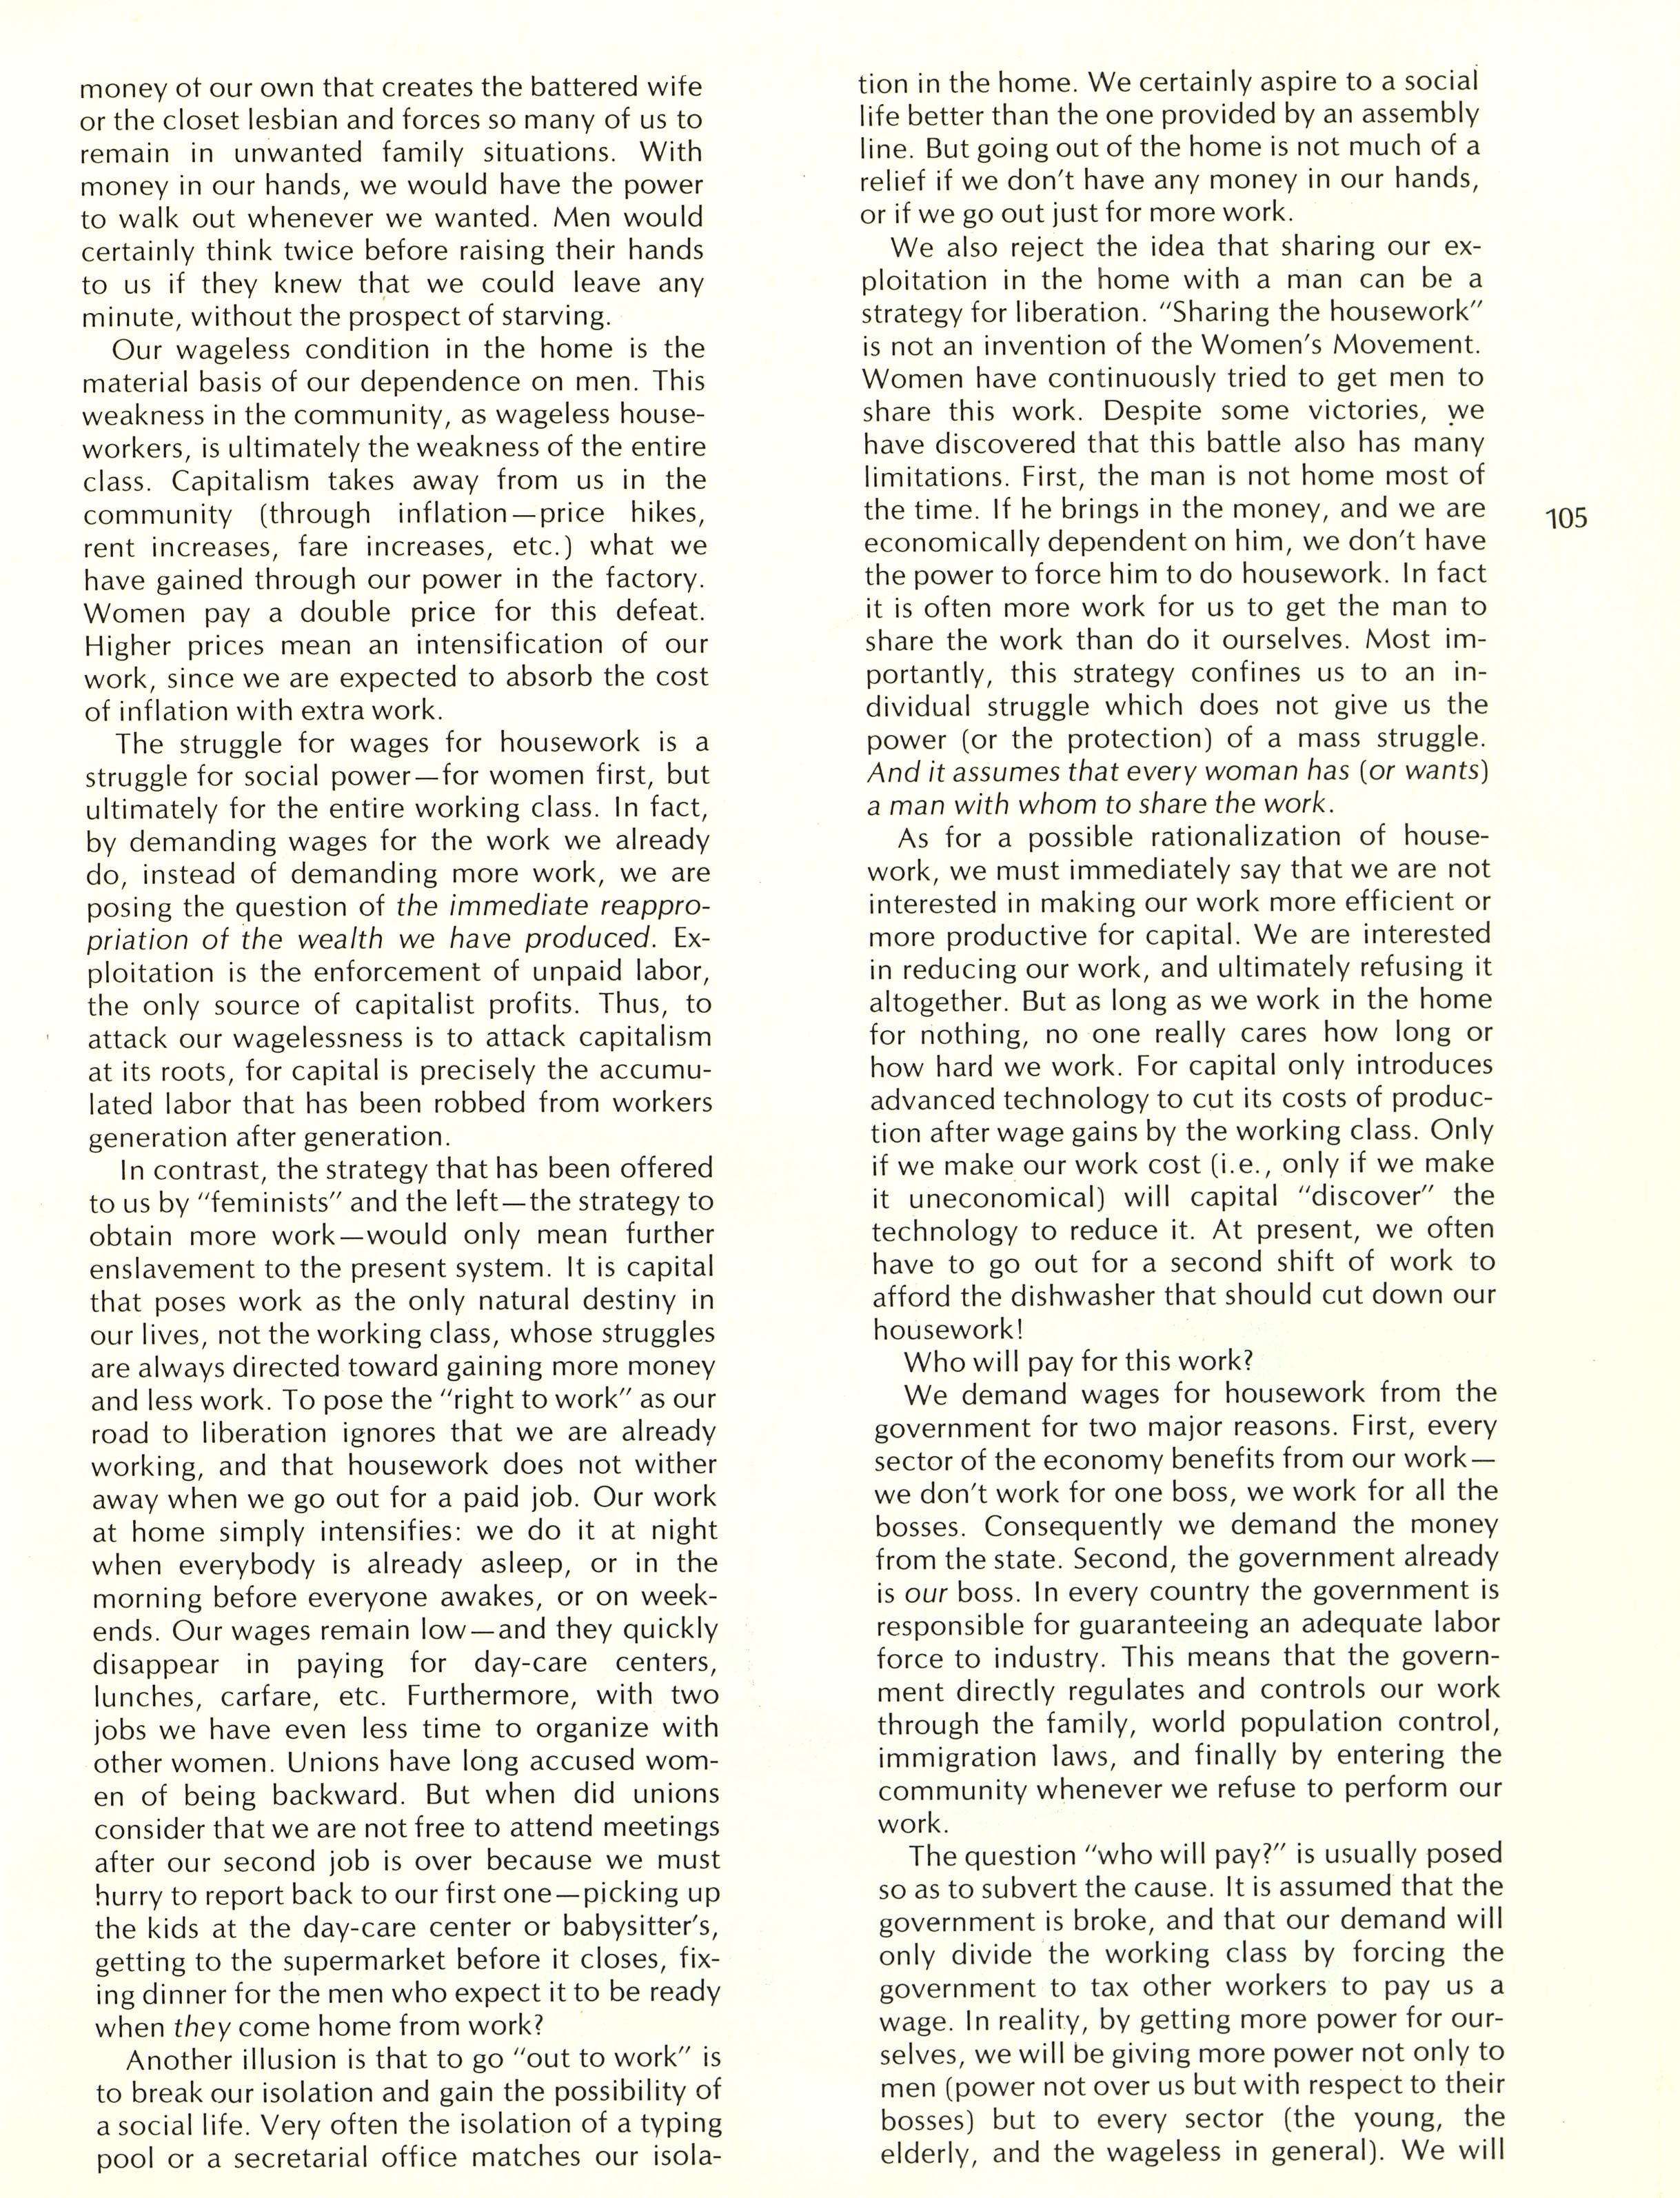 money of our own that creates the battered wife
or the closet lesbian and forces so many of us to
remain in unwanted family situations. With
money in our hands, we would have the power
to walk out whenever we wanted. Men would
certainly think twice before raising their hands
to us if they knew that we could leave any
minute, without the prospect of starving.
Our wageless condition in the home is the
material basis of our dependence on men. This
weakness in the community, as wageless house-
workers, is ultimately the weakness of the entire
class. Capitalism takes away from us in the
community (through inflation—price hikes,
rent increases, fare increases, etc.) what we
have gained through our power in the factory.
Women pay a double price for this defeat.
Higher prices mean an intensification of our
work, since we are expected to absorb the cost
of inflation with extra work.
The struggle for wages for housework is a
struggle for social power—for women first, but
ultimately for the entire working class. In fact,
by demanding wages for the work we already
do, instead of demanding more work, we are
posing the question of the immediate reappro-
priation of the wealth we have produced. Ex-
ploitation is the enforcement of unpaid labor,
the only source of capitalist profits. Thus, to
attack our wagelessness is to attack capitalism
at its roots, for capital is precisely the accumu-
lated labor that has been robbed from workers
generation after generation.
In contrast, the strategy that has been offered
to us by "feminists" and the left—the strategy to
obtain more work—would only mean further
enslavement to the present system. It is capital
that poses work as the only natural destiny in
our lives, not the working class, whose struggles
are always directed toward gaining more money
and less work. To pose the "right to work" as our
road to liberation ignores that we are already
working, and that housework does not wither
away when we go out for a paid job. Our work
at home simply intensifies: we do it at night
when everybody is already asleep, or in the
morning before everyone awakes, or on week-
ends. Our wages remain low—and they quickly
disappear in paying for day-care centers,
lunches, carfare, etc. Furthermore, with two
jobs we have even less time to organize with
other women. Unions have long accused wom-
en of being backward. But when did unions
consider that we are not free to attend meetings
after our second job is over because we must
hurry to report back to our first one—picking up
the kids at the day-care center or babysitter's,
getting to the supermarket before it closes, fix-
ing dinner for the men who expect it to be ready
when they come home from work?
Another illusion is that to go "out to work" is
to break our isolation and gain the possibility of
a social life. Very often the isolation of a typing
pool or a secretarial office matches our isola-
tion in the home. We certainly aspire to a social
life better than the one provided by an assembly
line. But going out of the home is not much of a
relief if we don't have any money in our hands,
or if we go out just for more work.
We also reject the idea that sharing our ex-
ploitation in the home with a man can be a
strategy for liberation. "Sharing the housework"
is not an invention of the Women's Movement.
Women have continuously tried to get men to
share this work. Despite some victories, we
have discovered that this battle also has many
limitations. First, the man is not home most of
the time. If he brings in the money, and we are
economically dependent on him, we don't have
the power to force him to do housework. In fact
it is often more work for us to get the man to
share the work than do it ourselves. Most im-
portantly, this strategy confines us to an in-
dividual struggle which does not give us the
power (or the protection) of a mass struggle.
And it assumes that every woman has (or wants)
a man with whom to share the work.
As for a possible rationalization of house-
work, we must immediately say that we are not
interested in making our work more efficient or
more productive for capital. We are interested
in reducing our work, and ultimately refusing it
altogether. But as long as we work in the home
for nothing, no one really cares how long or
how hard we work. For capital only introduces
advanced technology to cut its costs of produc-
tion after wage gains by the working class. Only
if we make our work cost (i.e., only if we make
it uneconomical) will capital "discover" the
technology to reduce it. At present, we often
have to go out for a second shift of work to
afford the dishwasher that should cut down our
housework!
Who will pay for this work?
We demand wages for housework from the
government for two major reasons. First, every
sector of the economy benefits from our work—
we don't work for one boss, we work for all the
bosses. Consequently we demand the money
from the state. Second, the government already
is our boss. In every country the government is
responsible for guaranteeing an adequate labor
force to industry. This means that the govern-
ment directly regulates and controls our work
through the family, world population control,
immigration laws, and finally by entering the
community whenever we refuse to perform our
work.
The question "who will pay?" is usually posed
so as to subvert the cause. It is assumed that the
government is broke, and that our demand will
only divide the working class by forcing the
government to tax other workers to pay us a
wage. In reality, by getting more power for our-
selves, we will be giving more power not only to
men (power not over us but with respect to their
bosses) but to every sector (the young, the
elderly, and the wageless in general). We will
105